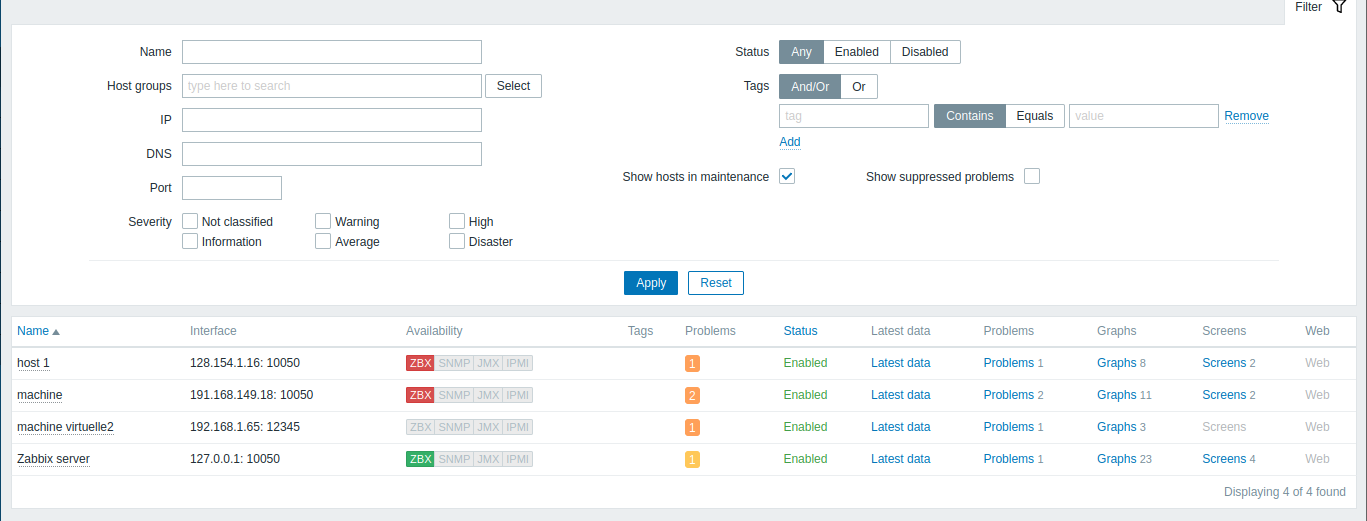 Filter
Name
Status Any Enabled Disabled
Host groups type here to search Select
Tags And/Or Or
IP
tag Contains Equals value Remove
DNS
Add
Port
Show hosts in maintenance Show suppressed problems
Severity Not classified Warning High
Information Average Disaster
Apply Reset
Name Interface Availability Tags Problems Status Latest data Problems Graphs Screens Web
host 1 128.154.1.16: 10050 ZBX SNMP JMX IPMI 1 Enabled Latest data Problems 1 Graphs 8 Screens 2 Web
machine 191.168.149.18: 10050 ZBX SNMP JMX IPMI 2 Enabled Latest data Problems 2 Graphs 11 Screens 2 Web
machine virtuelle2 192.168.1.65: 12345 ZBX SNMP JMX IPMI 1 Enabled Latest data Problems 1 Graphs 3 Screens Web
Zabbix server 127.0.0.1: 10050 ZBX SNMP JMX IPMI 1 Enabled Latest data Problems 1 Graphs 23 Screens 4 Web
Displaying 4 of 4 found